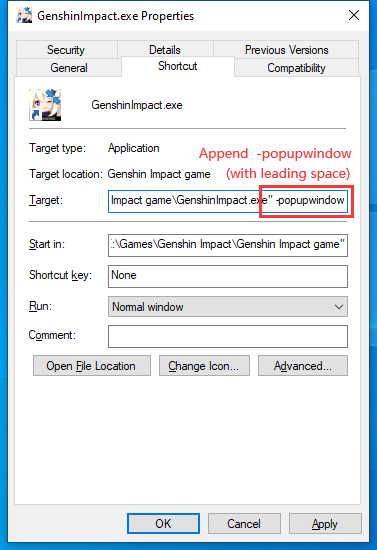 GenshinImpact.exe Properties
Security Details Previous Versions
General Shortcut Compatibility
GenshinImpact.exe
Target type: Application
Append -popupwindow
Target location: Genshin Impact game
(with leading space)
Target: Impact game\GenshinImpact.exe" -popupwindow
Start in: :\Games\Genshin Impact\Genshin Impact game"
Shortcut key: None
Run: Normal window
Comment:
Open File Location Change Icon... Advanced...
OK Cancel Apply